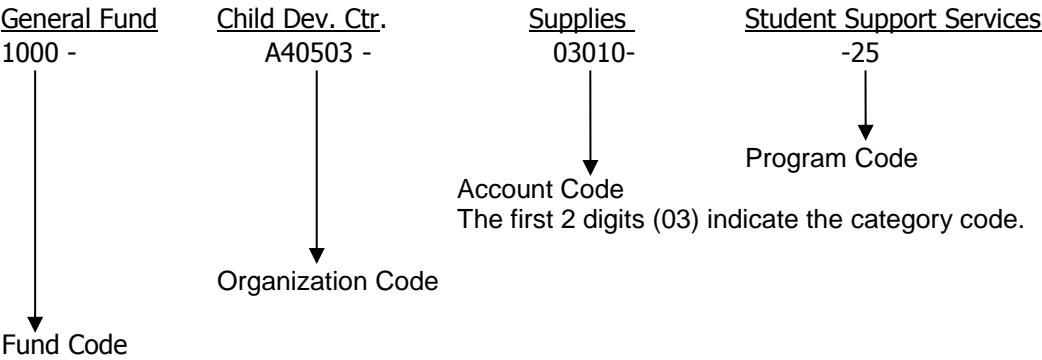 General Fund Child Dev. Ctr. Supplies Student Support Services
1000 - A40503 - 03010- -25
Program Code
Account Code
The first 2 digits (03) indicate the category code.
Organization Code
Fund Code